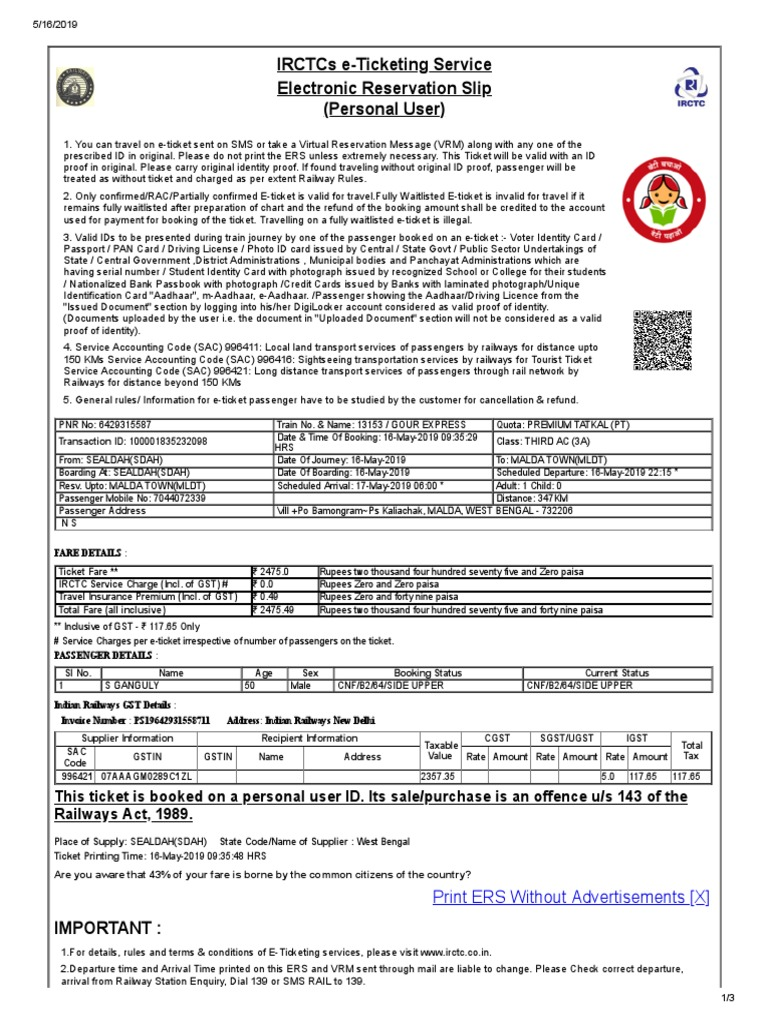 5/16/2019
IRCTCs e-Ticketing Service
Electronic Reservation Slip
(Personal User)
IRCTC
1. You can travel on e-ticket sent on SMS or take a Virtual Reservation Message (VRM) along with any one of the
prescribed ID in original. Please do not print the ERS unless extremely necessary. This Ticket will be valid with an ID
proof in original. Please carry original identity proof. If found traveling without original ID proof, passenger will be
treated as without ticket and charged as per extent Railway Rules.
2. Only confirmed/RAC/Partially confirmed E-ticket is valid for travel.Fully Waitlisted E-ticket is invalid for travel if it
remains fully waitlisted after preparation of chart and the refund of the booking amount shall be credited to the account
used for payment for booking of the ticket. Travelling on a fully waitlisted e-ticket is illegal.
बेटी बचाओ
बेटी पढ़ाओ
3. Valid IDs to be presented during train journey by one of the passenger booked on an e-ticket :- Voter Identity Card /
Passport / PAN Card / Driving License / Photo ID card issued by Central / State Govt / Public Sector Undertakings of
State / Central Government ,District Administrations , Municipal bodies and Panchayat Administrations which are
having serial number / Student Identity Card with photograph issued by recognized School or College for their students
/ Nationalized Bank Passbook with photograph /Credit Cards issued by Banks with laminated photograph/Unique
Identification Card "Aadhaar", m-Aadhaar, e-Aadhaar. /Passenger showing the Aadhaar/Driving Licence from the
"Issued Document" section by logging into his/her DigiLocker account considered as valid proof of identity.
(Documents uploaded by the user i.e. the document in "Uploaded Document" section will not be considered as a valid
proof of identity).
4. Service Accounting Code (SAC) 996411: Local land transport services of passengers by railways for distance upto
150 KMs Service Accounting Code (SAC) 996416: Sightseeing transportation services by railways for Tourist Ticket
Service Accounting Code (SAC) 996421: Long distance transport services of passengers through rail network by
Railways for distance beyond 150 KMs
5. General rules/ Information for e-ticket passenger have to be studied by the customer for cancellation & refund.
PNR No: 6429315587 Train No. & Name: 13153 / GOUR EXPRESS Quota: PREMIUM TATKAL (PT)
Transaction ID: 100001835232098 Date & Time Of Booking: 16-May-2019 09:35:29 HRS Class: THIRD AC (3A)
From: SEALDAH(SDAH) Date Of Journey: 16-May-2019 To: MALDA TOWN(MLDT)
Boarding At: SEALDAH(SDAH) Date Of Boarding: 16-May-2019 Scheduled Departure: 16-May-2019 22:15 *
Resv. Upto: MALDA TOWN(MLDT) Scheduled Arrival: 17-May-2019 06:00 * Adult: 1 Child: 0
Passenger Mobile No: 7044072339 Distance: 347KM
Passenger Address Vill +Po Bamongram~Ps Kaliachak, MALDA, WEST BENGAL - 732206
N S
FARE DETAILS :
Ticket Fare ** ₹ 2475.0 Rupees two thousand four hundred seventy five and Zero paisa
IRCTC Service Charge (Incl. of GST) # ₹ 0.0 Rupees Zero and Zero paisa
Travel Insurance Premium (Incl. of GST) ₹ 0.49 Rupees Zero and forty nine paisa
Total Fare (all inclusive) ₹ 2475.49 Rupees two thousand four hundred seventy five and forty nine paisa
** Inclusive of GST - ₹ 117.65 Only
# Service Charges per e-ticket irrespective of number of passengers on the ticket.
PASSENGER DETAILS :
Sl No. Name Age Sex Booking Status Current Status
1 S GANGULY 50 Male CNF/B2/64/SIDE UPPER CNF/B2/64/SIDE UPPER
Indian Railways GST Details :
Invoice Number : PS19642931558711 Address: Indian Railways New Delhi
Supplier Information Recipient Information Taxable Value CGST SGST/UGST IGST Total Tax
SAC Code GSTIN GSTIN Name Address Rate Amount Rate Amount Rate Amount
996421 07AAAGM0289C1ZL 2357.35 5.0 117.65 117.65
This ticket is booked on a personal user ID. Its sale/purchase is an offence u/s 143 of the
Railways Act, 1989.
Place of Supply: SEALDAH(SDAH) State Code/Name of Supplier : West Bengal
Ticket Printing Time: 16-May-2019 09:35:48 HRS
Are you aware that 43% of your fare is borne by the common citizens of the country?
Print ERS Without Advertisements [X]
IMPORTANT :
1.For details, rules and terms & conditions of E-Ticketing services, please visit www.irctc.co.in.
2.Departure time and Arrival Time printed on this ERS and VRM sent through mail are liable to change. Please Check correct departure,
arrival from Railway Station Enquiry, Dial 139 or SMS RAIL to 139.
1/3